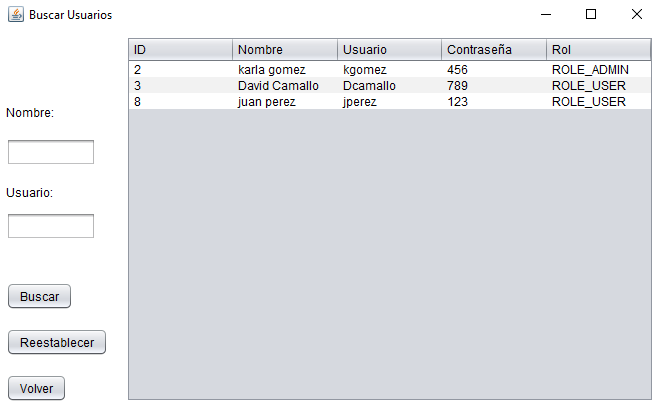 Buscar Usuarios
ID Nombre Usuario Contraseña Rol
2 karla gomez kgomez 456 ROLE_ADMIN
3 David Camallo Dcamallo 789 ROLE_USER
8 juan perez jperez 123 ROLE_USER
Nombre:
Usuario:
Buscar
Reestablecer
Volver